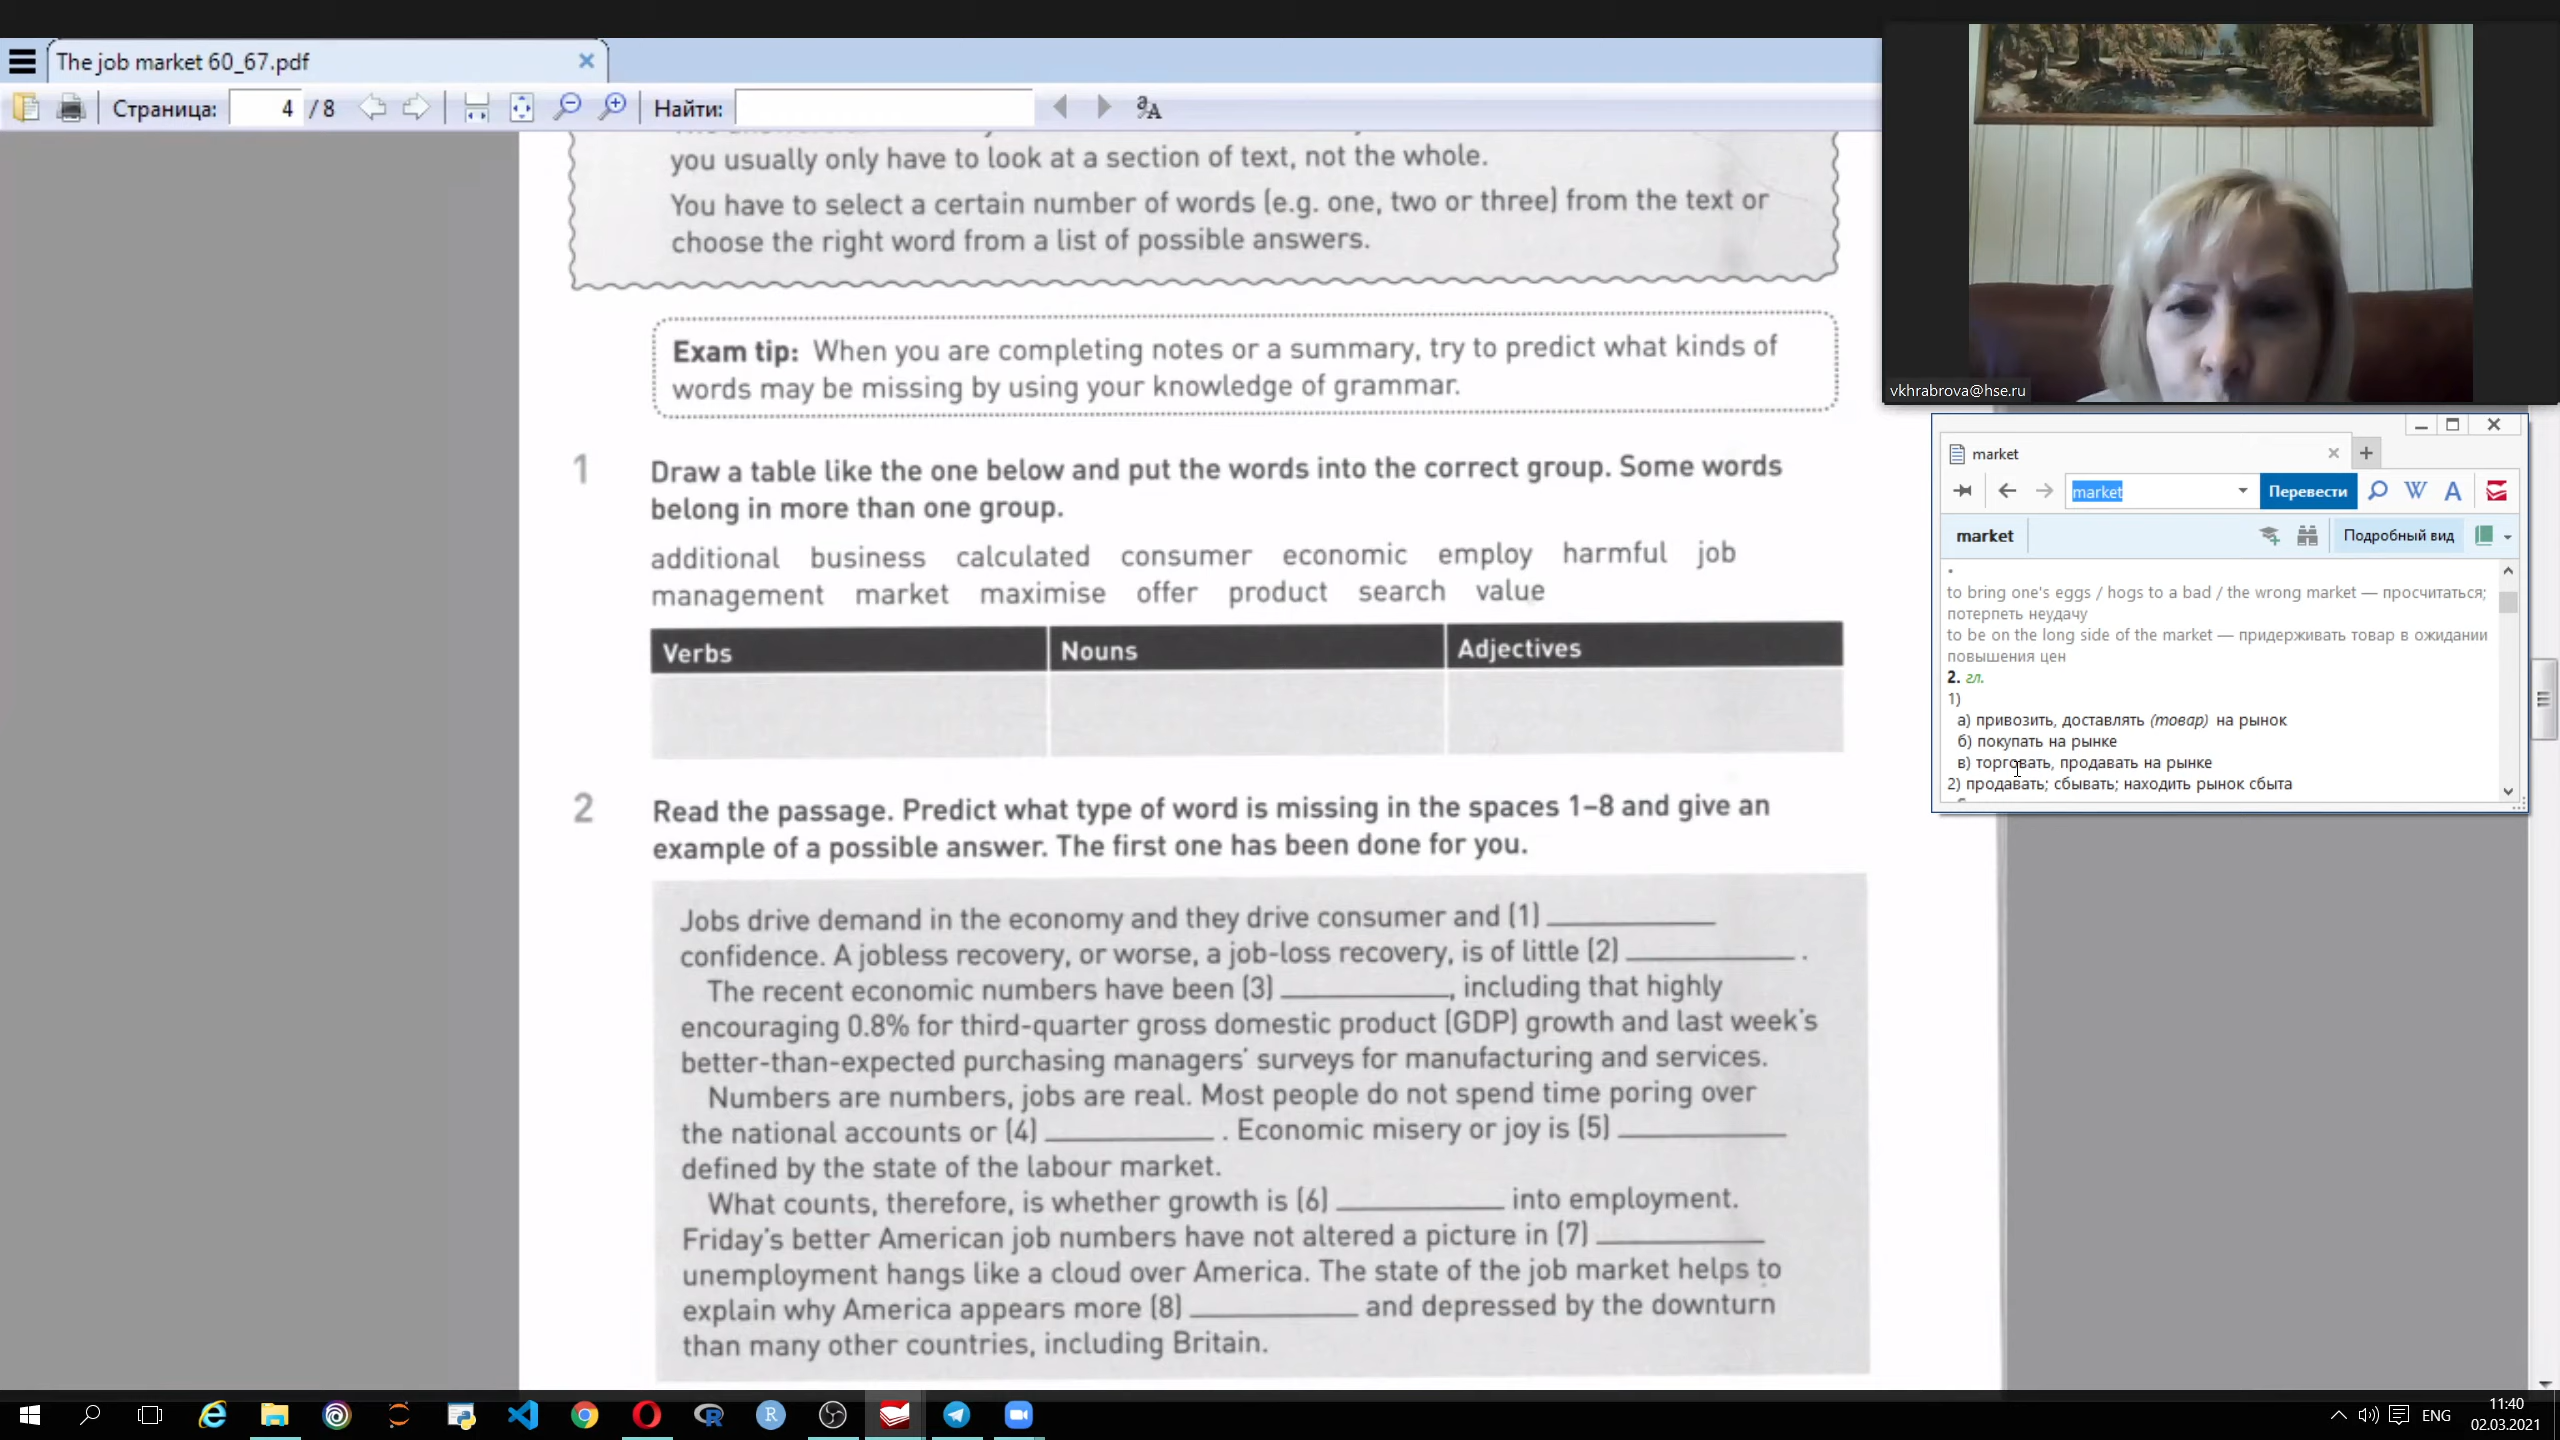 The job market 60_67.pdf
Страница: 4 / 8 Найти:
you usually only have to look at a section of text, not the whole.
You have to select a certain number of words (e.g. one, two or three) from the text or
choose the right word from a list of possible answers.
Exam tip: When you are completing notes or a summary, try to predict what kinds of
words may be missing by using your knowledge of grammar.
1 Draw a table like the one below and put the words into the correct group. Some words
belong in more than one group.
additional business calculated consumer economic employ harmful job
management market maximise offer product search value
Verbs Nouns Adjectives
2 Read the passage. Predict what type of word is missing in the spaces 1–8 and give an
example of a possible answer. The first one has been done for you.
Jobs drive demand in the economy and they drive consumer and (1) __________
confidence. A jobless recovery, or worse, a job-loss recovery, is of little (2) __________ .
The recent economic numbers have been (3) __________, including that highly
encouraging 0.8% for third-quarter gross domestic product (GDP) growth and last week's
better-than-expected purchasing managers' surveys for manufacturing and services.
Numbers are numbers, jobs are real. Most people do not spend time poring over
the national accounts or (4) __________ . Economic misery or joy is (5) __________
defined by the state of the labour market.
What counts, therefore, is whether growth is (6) __________ into employment.
Friday's better American job numbers have not altered a picture in (7) __________
unemployment hangs like a cloud over America. The state of the job market helps to
explain why America appears more (8) __________ and depressed by the downturn
than many other countries, including Britain.
vkhrabrova@hse.ru
market
market Перевести W A
market Подробный вид
to bring one's eggs / hogs to a bad / the wrong market — просчитаться;
потерпеть неудачу
to be on the long side of the market — придерживать товар в ожидании
повышения цен
2. гл.
1)
а) привозить, доставлять (товар) на рынок
б) покупать на рынке
в) торговать, продавать на рынке
2) продавать; сбывать; находить рынок сбыта
ENG
11:40
02.03.2021